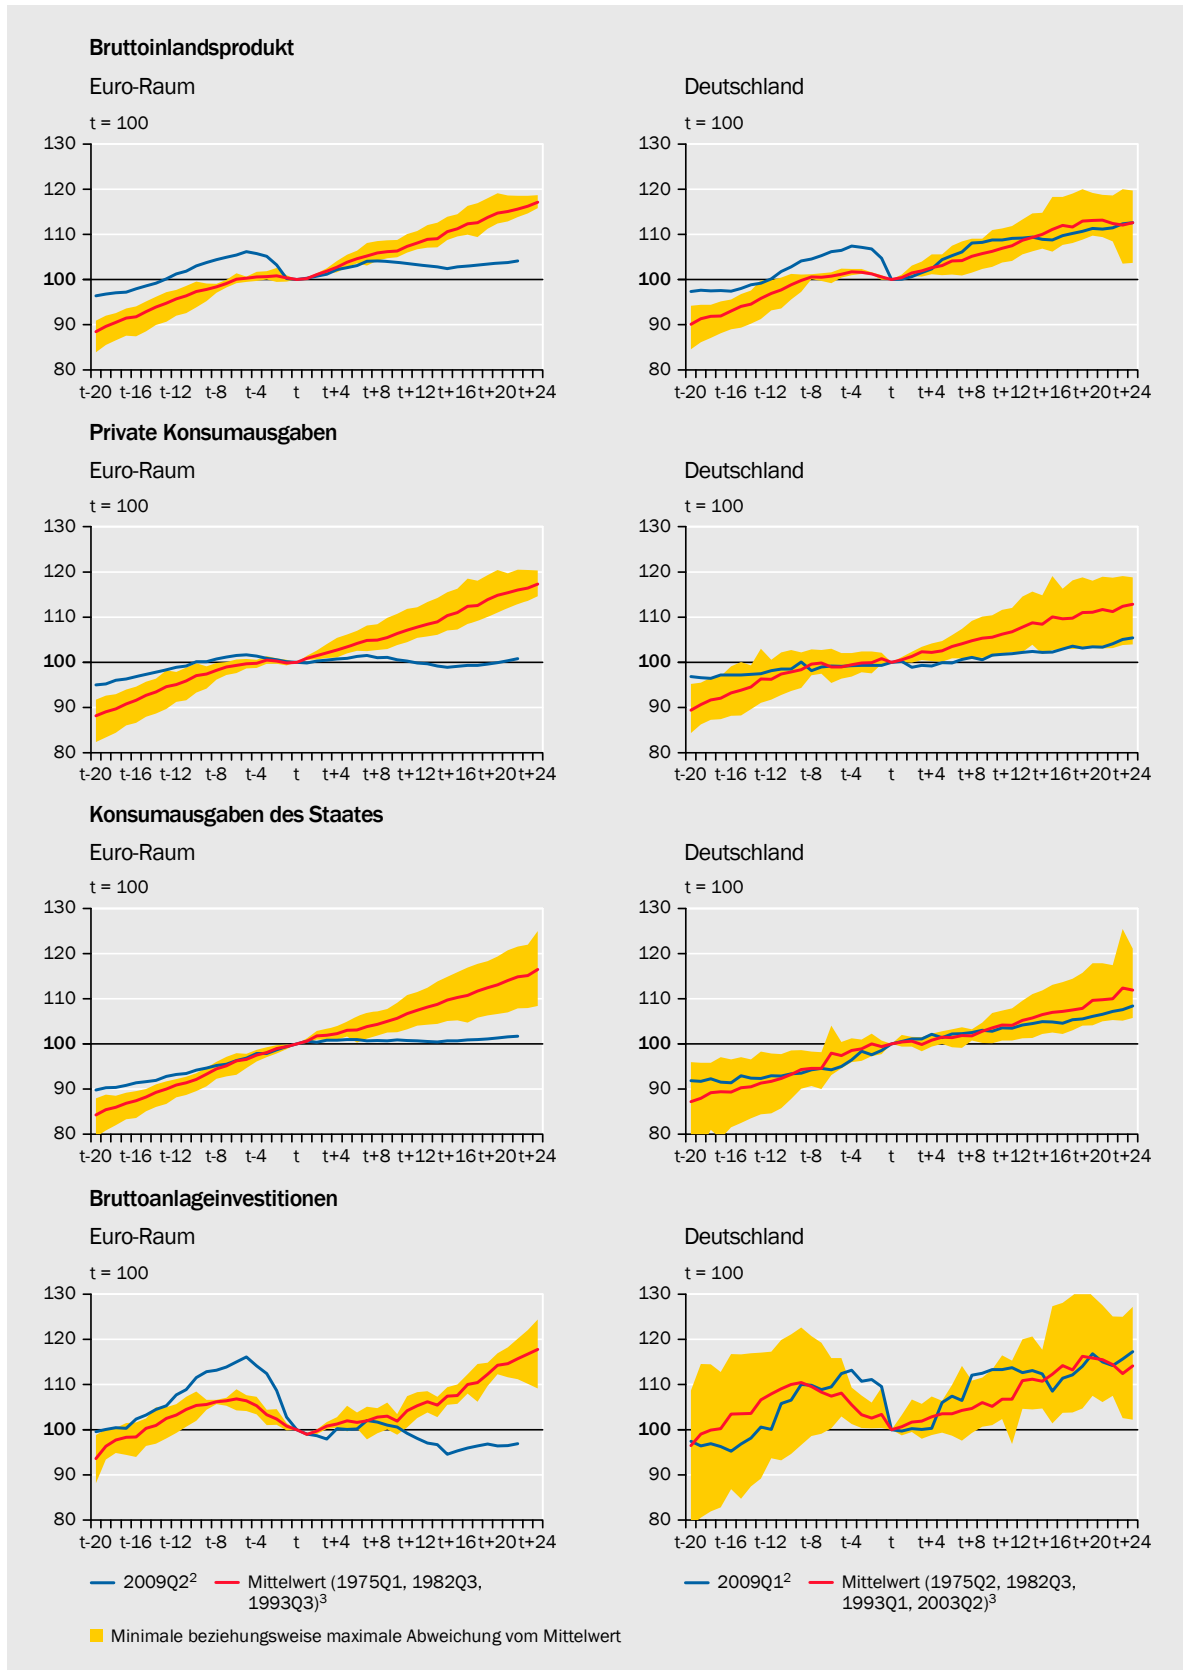 Bruttoinlandsprodukt
Euro-Raum
t = 100
130
120
110
100
90
80
t-20 t-16 t-12 t-8 t-4 t t+4 t+8 t+12 t+16 t+20 t+24
Deutschland
t = 100
130
120
110
100
90
80
t-20 t-16 t-12 t-8 t-4 t t+4 t+8 t+12 t+16 t+20 t+24
Private Konsumausgaben
Euro-Raum
t = 100
130
120
110
100
90
80
t-20 t-16 t-12 t-8 t-4 t t+4 t+8 t+12 t+16 t+20 t+24
Deutschland
t = 100
130
120
110
100
90
80
t-20 t-16 t-12 t-8 t-4 t t+4 t+8 t+12 t+16 t+20 t+24
Konsumausgaben des Staates
Euro-Raum
t = 100
130
120
110
100
90
80
t-20 t-16 t-12 t-8 t-4 t t+4 t+8 t+12 t+16 t+20 t+24
Deutschland
t = 100
130
120
110
100
90
80
t-20 t-16 t-12 t-8 t-4 t t+4 t+8 t+12 t+16 t+20 t+24
Bruttoanlageinvestitionen
Euro-Raum
t = 100
130
120
110
100
90
80
t-20 t-16 t-12 t-8 t-4 t t+4 t+8 t+12 t+16 t+20 t+24
Deutschland
t = 100
130
120
110
100
90
80
t-20 t-16 t-12 t-8 t-4 t t+4 t+8 t+12 t+16 t+20 t+24
2009Q2² Mittelwert (1975Q1, 1982Q3,
1993Q3)³
2009Q1² Mittelwert (1975Q2, 1982Q3,
1993Q1, 2003Q2)³
Minimale beziehungsweise maximale Abweichung vom Mittelwert